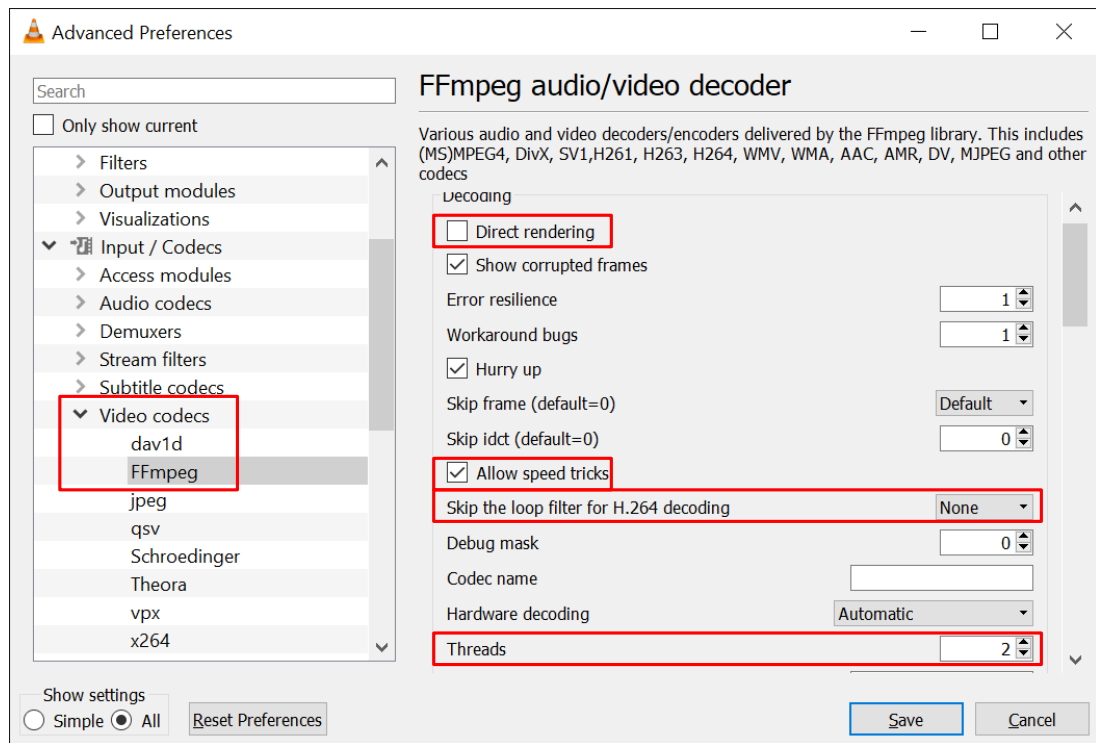 Advanced Preferences
Search
Only show current
Filters
Output modules
Visualizations
Input / Codecs
Access modules
Audio codecs
Demuxers
Stream filters
Subtitle codecs
Video codecs
dav1d
FFmpeg
jpeg
qsv
Schroedinger
Theora
vpx
x264
Show settings
Simple
All
Reset Preferences
FFmpeg audio/video decoder
Various audio and video decoders/encoders delivered by the FFmpeg library. This includes
(MS)MPEG4, DivX, SV1,H261, H263, H264, WMV, WMA, AAC, AMR, DV, MJPEG and other
codecs
Decoding
Direct rendering
Show corrupted frames
Error resilience 1
Workaround bugs 1
Hurry up
Skip frame (default=0) Default
Skip idct (default=0) 0
Allow speed tricks
Skip the loop filter for H.264 decoding None
Debug mask 0
Codec name
Hardware decoding Automatic
Threads 2
Save
Cancel